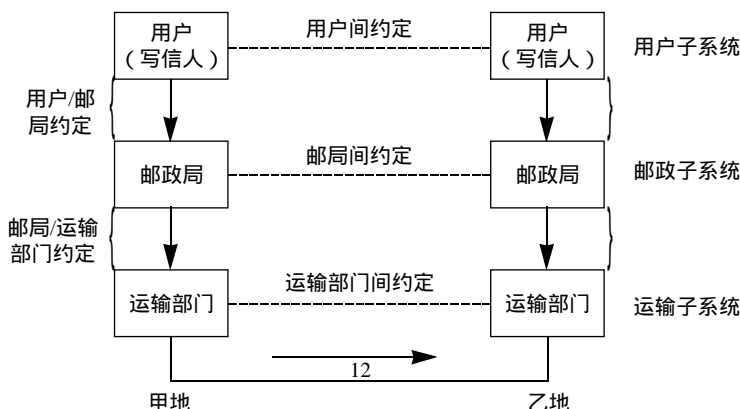 用户
（写信人）
用户间约定
用户
（写信人）
用户子系统
用户/邮
局约定
邮政局
邮局间约定
邮政局
邮政子系统
邮局/运输
部门约定
运输部门
运输部门间约定
运输部门
运输子系统
12
甲地
乙地